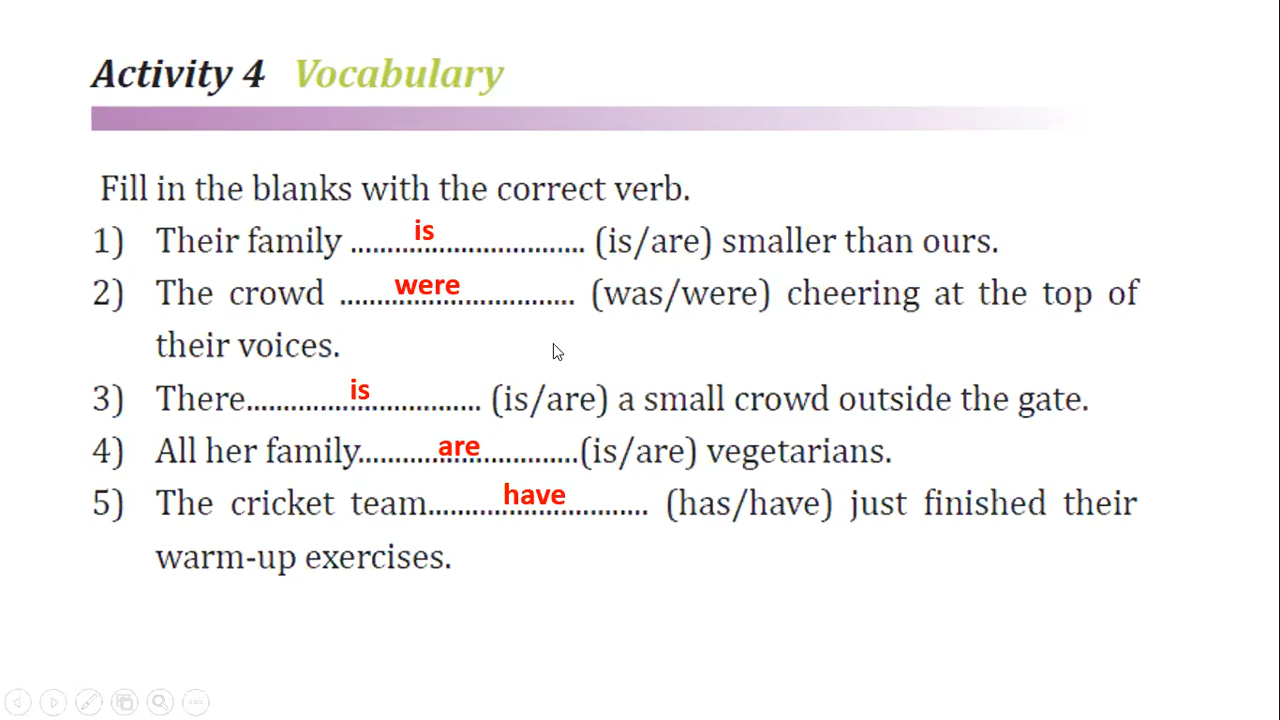 Activity 4 Vocabulary
Fill in the blanks with the correct verb.
1) Their family ......is...... (is/are) smaller than ours.
2) The crowd ......were...... (was/were) cheering at the top of
their voices.
3) There......is...... (is/are) a small crowd outside the gate.
4) All her family......are......(is/are) vegetarians.
5) The cricket team......have...... (has/have) just finished their
warm-up exercises.